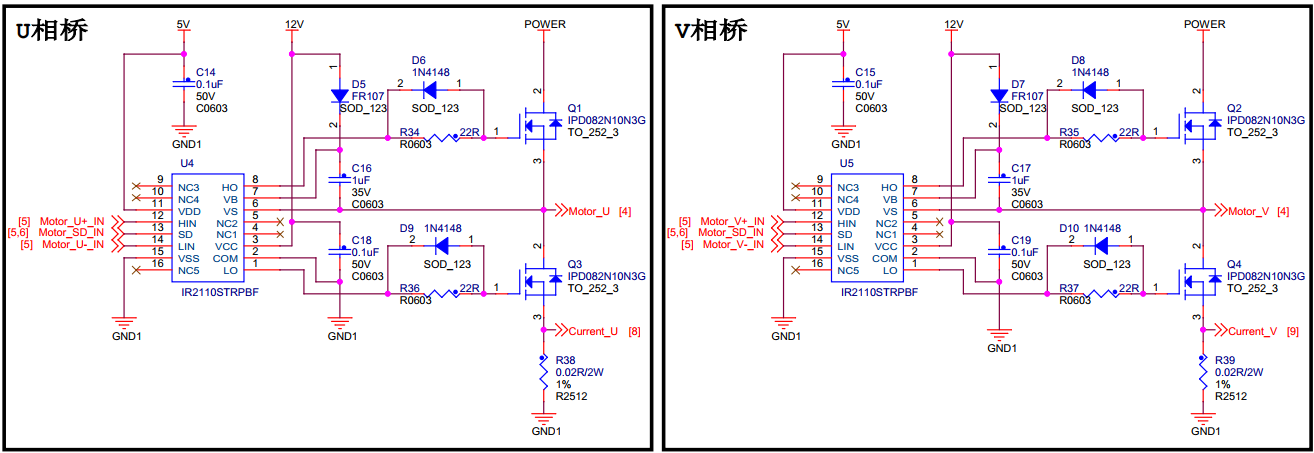 U相桥
5V
12V
POWER
C14
0.1uF
50V
C0603
GND1
1
D5
FR107
SOD_123
2
D6
1N4148
2
1
SOD_123
R34
22R
R0603
1
2
Q1
IPD082N10N3G
TO_252_3
3
U4
9
NC3
10
NC4
11
VDD
12
HIN
13
SD
14
LIN
15
VSS
16
NC5
HO
8
VB
7
VS
6
NC2
5
NC1
4
VCC
3
COM
2
LO
1
IR2110STRPBF
[5] Motor_U+_IN
[5,6] Motor_SD_IN
[5] Motor_U-_IN
C16
1uF
35V
C0603
Motor_U [4]
C18
0.1uF
50V
C0603
D9
1N4148
2
1
SOD_123
R36
22R
R0603
1
2
Q3
IPD082N10N3G
TO_252_3
3
GND1
GND1
Current_U [8]
R38
0.02R/2W
1%
R2512
GND1
V相桥
5V
12V
POWER
C15
0.1uF
50V
C0603
GND1
1
D7
FR107
SOD_123
2
D8
1N4148
2
1
SOD_123
R35
22R
R0603
1
2
Q2
IPD082N10N3G
TO_252_3
3
U5
9
NC3
10
NC4
11
VDD
12
HIN
13
SD
14
LIN
15
VSS
16
NC5
HO
8
VB
7
VS
6
NC2
5
NC1
4
VCC
3
COM
2
LO
1
IR2110STRPBF
[5] Motor_V+_IN
[5,6] Motor_SD_IN
[5] Motor_V-_IN
C17
1uF
35V
C0603
Motor_V [4]
C19
0.1uF
50V
C0603
D10
1N4148
2
1
SOD_123
R37
22R
R0603
1
2
Q4
IPD082N10N3G
TO_252_3
3
GND1
GND1
Current_V [9]
R39
0.02R/2W
1%
R2512
GND1